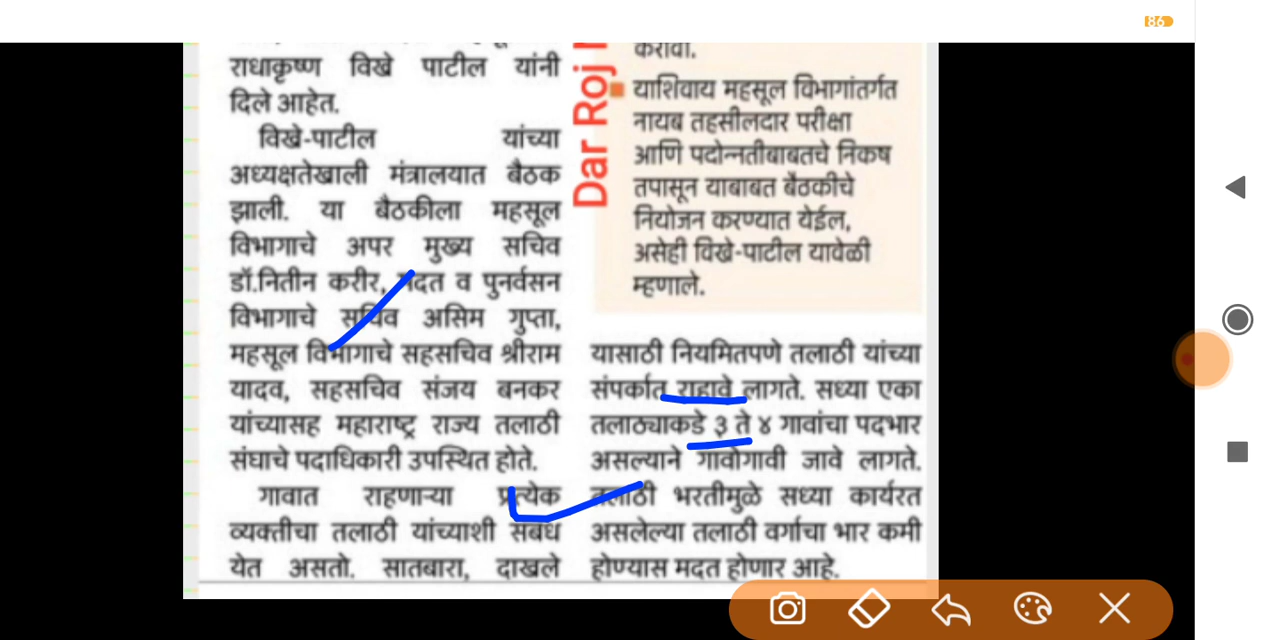 86
राधाकृष्ण विखे पाटील यांनी
दिले आहेत.
विखे-पाटील यांच्या
अध्यक्षतेखाली मंत्रालयात बैठक
झाली. या बैठकीला महसूल
विभागाचे अपर मुख्य सचिव
डॉ.नितीन करीर, मदत व पुनर्वसन
विभागाचे सचिव असिम गुप्ता,
महसूल विभागाचे सहसचिव श्रीराम
यादव, सहसचिव संजय बनकर
यांच्यासह महाराष्ट्र राज्य तलाठी
संघाचे पदाधिकारी उपस्थित होते.
गावात राहणाऱ्या प्रत्येक
व्यक्तीचा तलाठी यांच्याशी संबंध
येत असतो. सातबारा, दाखले
Dar Roj
करावा.
याशिवाय महसूल विभागांतर्गत
नायब तहसीलदार परीक्षा
आणि पदोन्नतीबाबतचे निकष
तपासून याबाबत बैठकीचे
नियोजन करण्यात येईल,
असेही विखे-पाटील यावेळी
म्हणाले.
यासाठी नियमितपणे तलाठी यांच्या
संपर्कात राहावे लागते. सध्या एका
तलाठ्याकडे ३ ते ४ गावांचा पदभार
असल्याने गावोगावी जावे लागते.
तलाठी भरतीमुळे सध्या कार्यरत
असलेल्या तलाठी वर्गाचा भार कमी
होण्यास मदत होणार आहे.